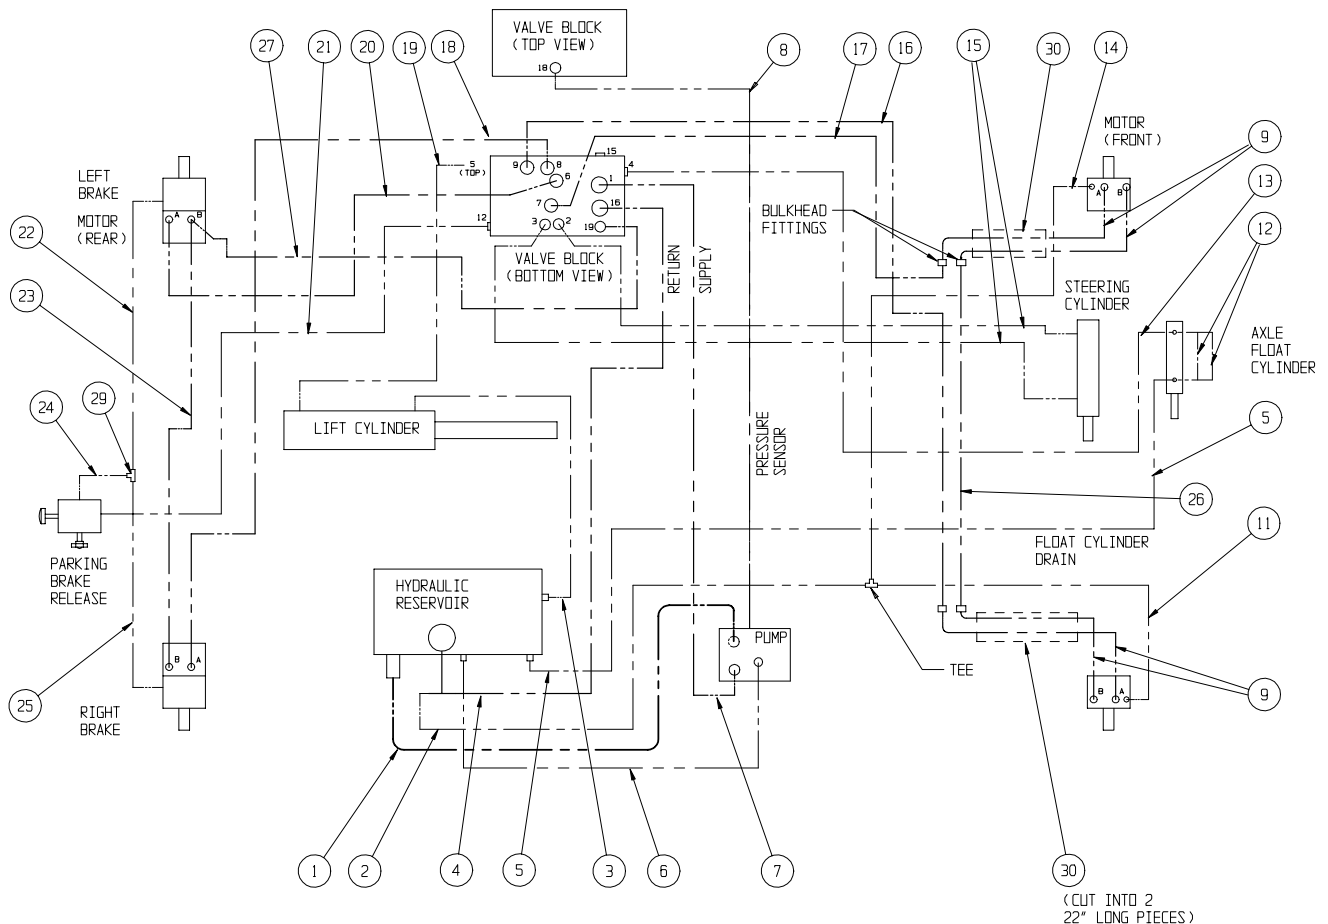 VALVE BLOCK
(TOP VIEW)
18
27
21
20
19
18
8
17
16
15
30
14
MOTOR
(FRONT)
9
13
12
LEFT
BRAKE
MOTOR
(REAR)
A
B
22
23
5
(TOP)
9
8
15
4
6
1
7
16
12
3
2
19
VALVE BLOCK
(BOTTOM VIEW)
RETURN
SUPPLY
BULKHEAD
FITTINGS
A
B
STEERING
CYLINDER
AXLE
FLOAT
CYLINDER
24
29
21
LIFT CYLINDER
PRESSURE
SENSOR
5
26
FLOAT CYLINDER
DRAIN
11
PARKING
BRAKE
RELEASE
HYDRAULIC
RESERVOIR
PUMP
TEE
B
A
25
RIGHT
BRAKE
B
A
9
1
2
4
5
3
6
7
30
(CUT INTO 2
22" LONG PIECES)